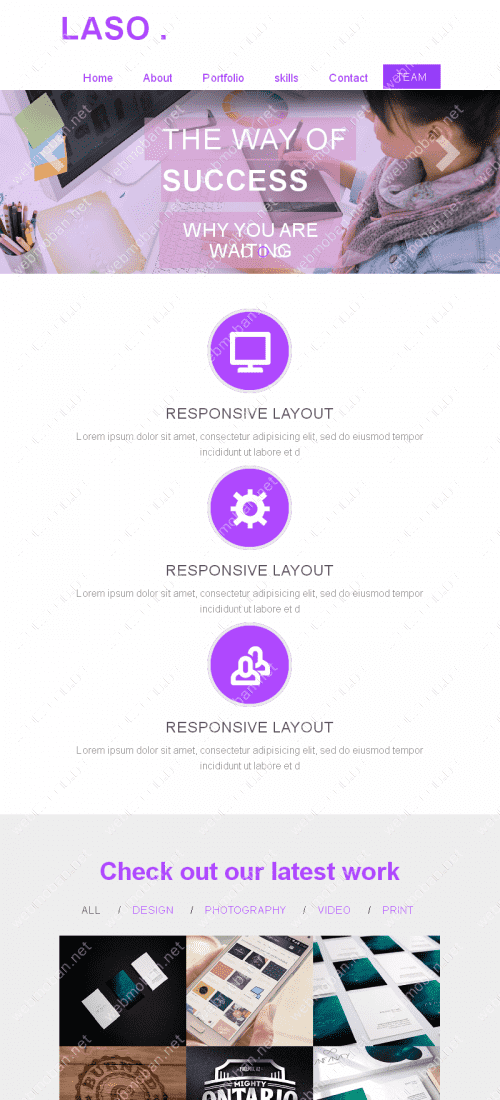 LASO .
Home About Portfolio skills Contact TEAM
THE WAY OF
SUCCESS
WHY YOU ARE
WAITING
RESPONSIVE LAYOUT
Lorem ipsum dolor sit amet, consectetur adipisicing elit, sed do eiusmod tempor
incididunt ut labore et d
RESPONSIVE LAYOUT
Lorem ipsum dolor sit amet, consectetur adipisicing elit, sed do eiusmod tempor
incididunt ut labore et d
RESPONSIVE LAYOUT
Lorem ipsum dolor sit amet, consectetur adipisicing elit, sed do eiusmod tempor
incididunt ut labore et d
Check out our latest work
ALL / DESIGN / PHOTOGRAPHY / VIDEO / PRINT
MIGHTY
ONTARIO
webmoban.net